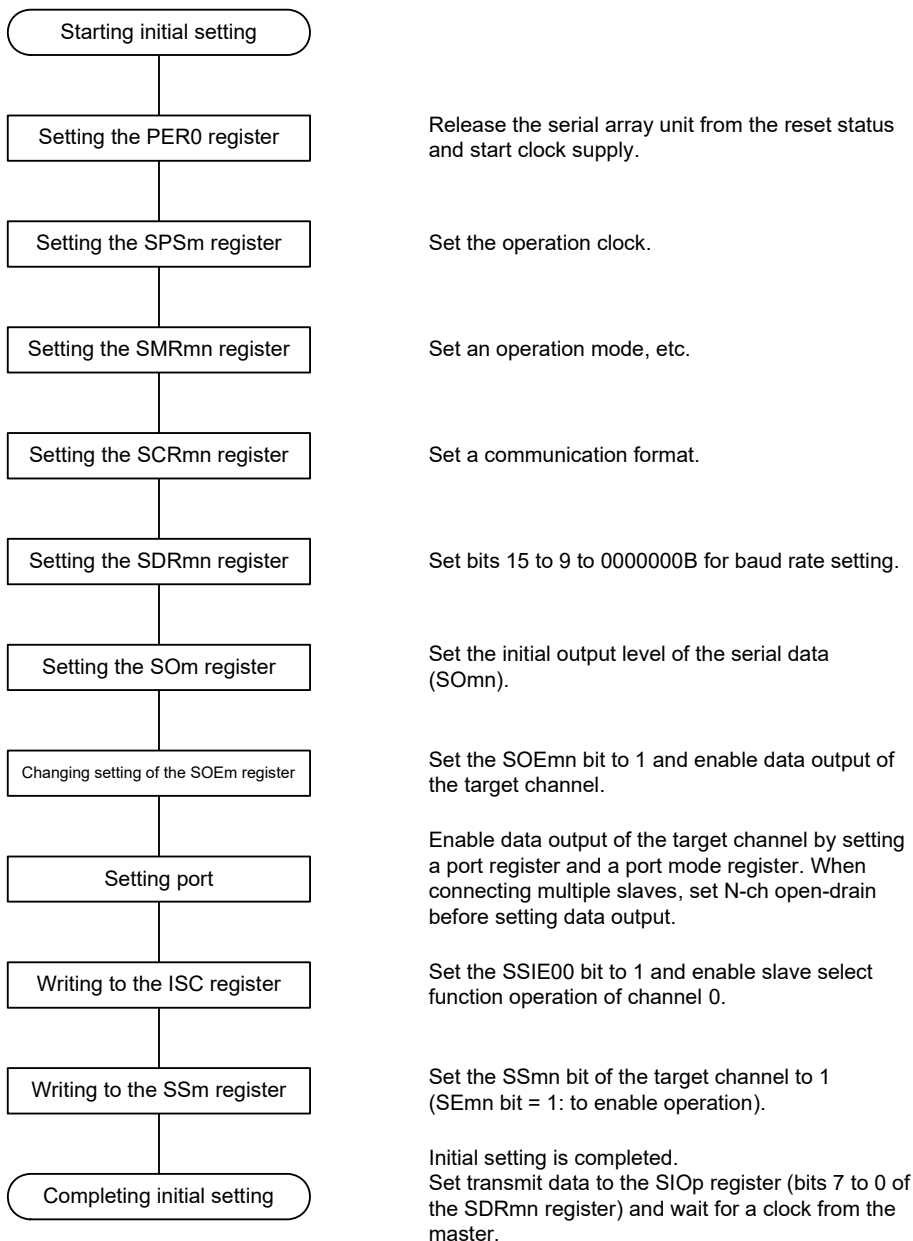 Starting initial setting
Setting the PER0 register
Release the serial array unit from the reset status
and start clock supply.
Setting the SPSm register
Set the operation clock.
Setting the SMRmn register
Set an operation mode, etc.
Setting the SCRmn register
Set a communication format.
Setting the SDRmn register
Set bits 15 to 9 to 0000000B for baud rate setting.
Setting the SOm register
Set the initial output level of the serial data
(SOmn).
Changing setting of the SOEm register
Set the SOEmn bit to 1 and enable data output of
the target channel.
Setting port
Enable data output of the target channel by setting
a port register and a port mode register. When
connecting multiple slaves, set N-ch open-drain
before setting data output.
Writing to the ISC register
Set the SSIE00 bit to 1 and enable slave select
function operation of channel 0.
Writing to the SSm register
Set the SSmn bit of the target channel to 1
(SEmn bit = 1: to enable operation).
Completing initial setting
Initial setting is completed.
Set transmit data to the SIOp register (bits 7 to 0 of
the SDRmn register) and wait for a clock from the
master.